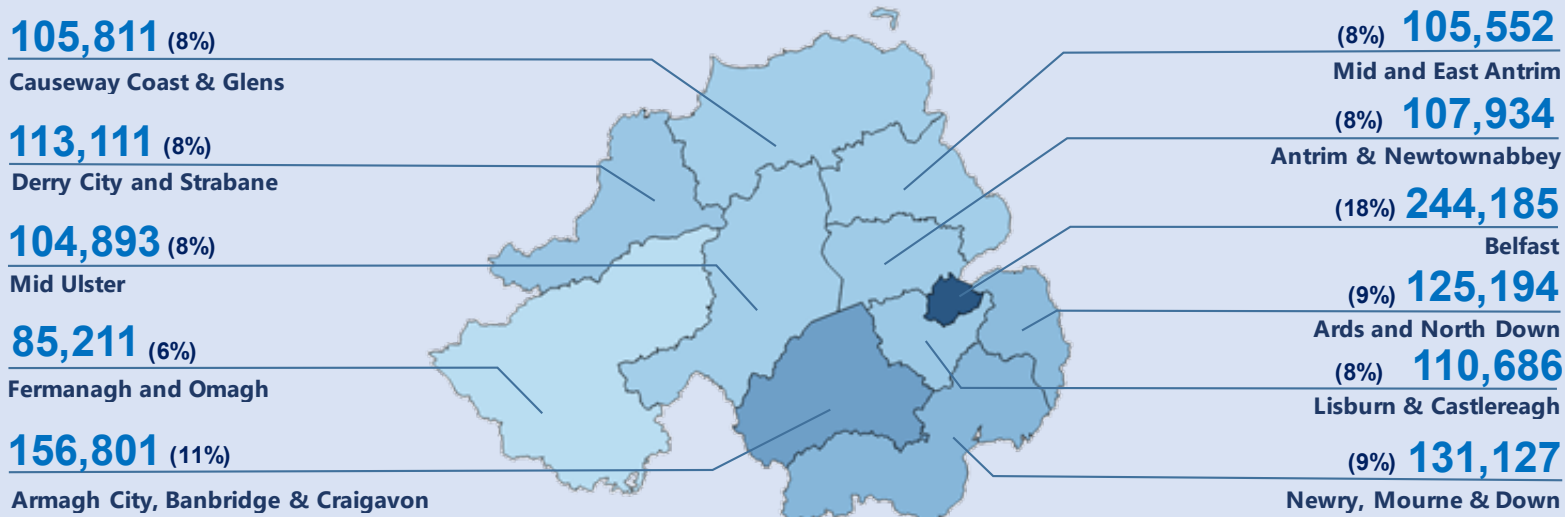 105,811 (8%)
Causeway Coast & Glens
113,111 (8%)
Derry City and Strabane
104,893 (8%)
Mid Ulster
85,211 (6%)
Fermanagh and Omagh
156,801 (11%)
Armagh City, Banbridge & Craigavon
(8%) 105,552
Mid and East Antrim
(8%) 107,934
Antrim & Newtownabbey
(18%) 244,185
Belfast
(9%) 125,194
Ards and North Down
(8%) 110,686
Lisburn & Castlereagh
(9%) 131,127
Newry, Mourne & Down